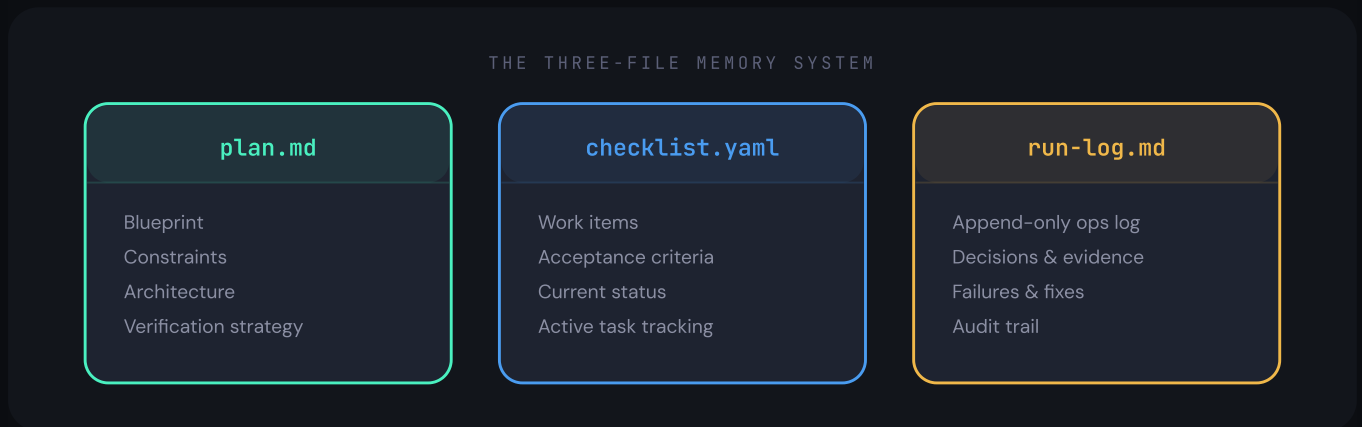 THE THREE-FILE MEMORY SYSTEM
plan.md
Blueprint
Constraints
Architecture
Verification strategy
checklist.yaml
Work items
Acceptance criteria
Current status
Active task tracking
run-log.md
Append-only ops log
Decisions & evidence
Failures & fixes
Audit trail